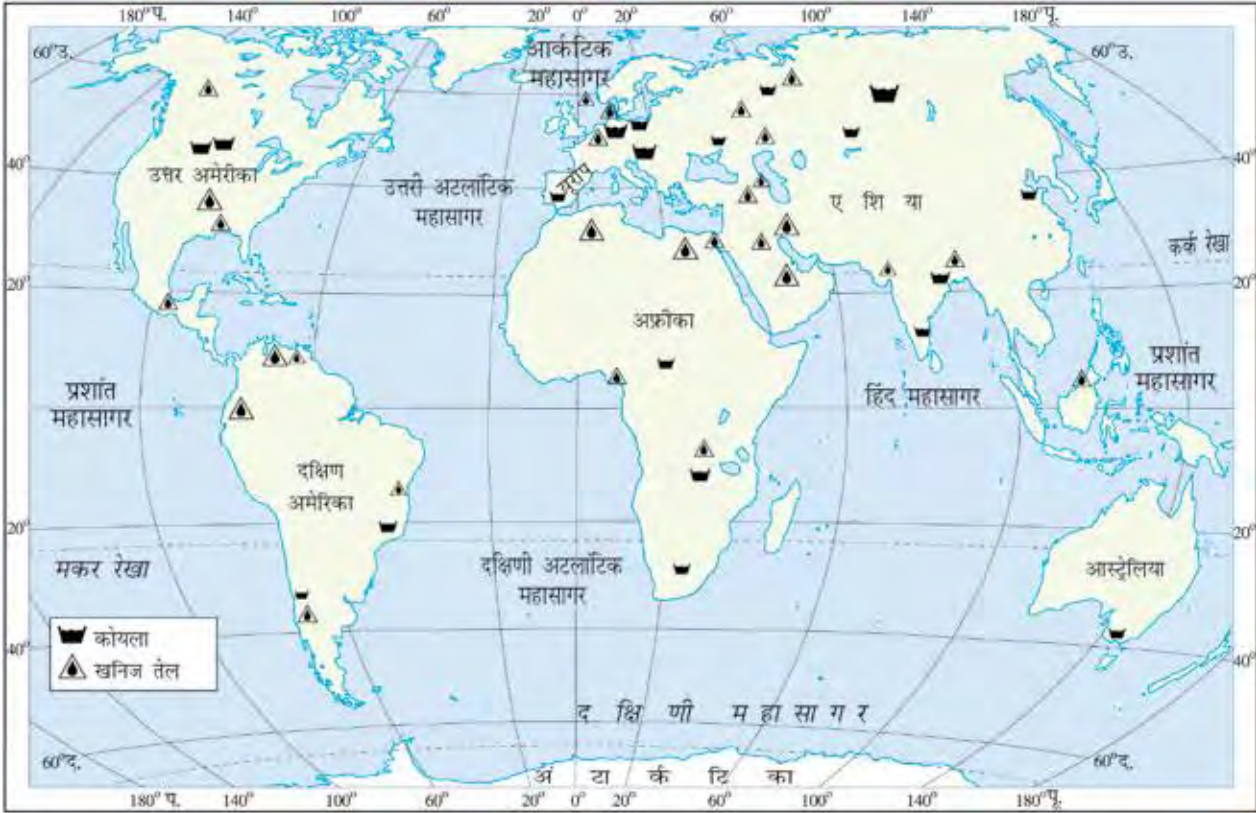 180° प. 140° 100° 60° 20° 0° 20° 60° 100° 140° 180° पू.
60° उ. 60° उ.
आर्कटिक
महासागर
40° 40°
उत्तर अमेरीका
उत्तरी अटलांटिक
महासागर
यूरोप
ए शि या
कर्क रेखा
20° 20°
अफ्रीका
प्रशांत
महासागर
हिंद महासागर
प्रशांत
महासागर
दक्षिण
अमेरिका
20° 20°
मकर रेखा
दक्षिणी अटलांटिक
महासागर
आस्ट्रेलिया
कोयला
खनिज तेल
40° 40°
द क्षि णी म हा सा ग र
60° द. 60° द.
अं टा र्क टि का
180° प. 140° 100° 60° 20° 0° 20° 60° 100° 140° 180° पू.